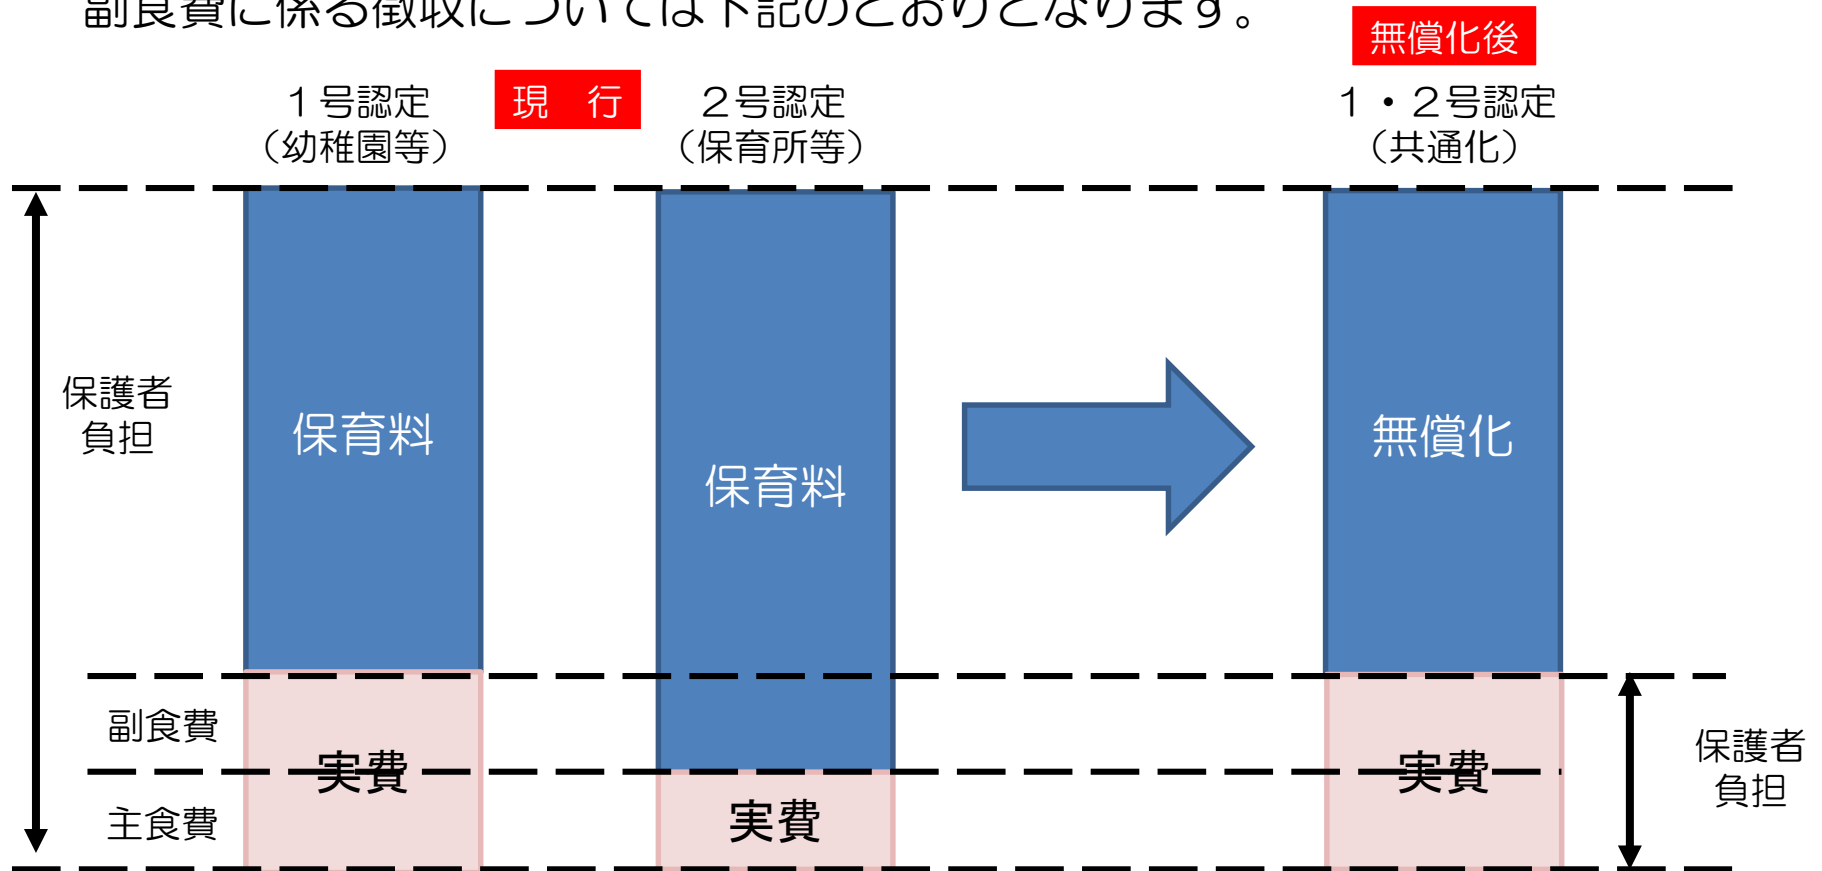 副食費に係る徴収については下記のとおりとなります。
無償化後
1号認定
（幼稚園等）
現　行
2号認定
（保育所等）
1・2号認定
（共通化）
保護者
負担
保育料
保育料
無償化
副食費
実費
主食費
実費
実費
保護者
負担